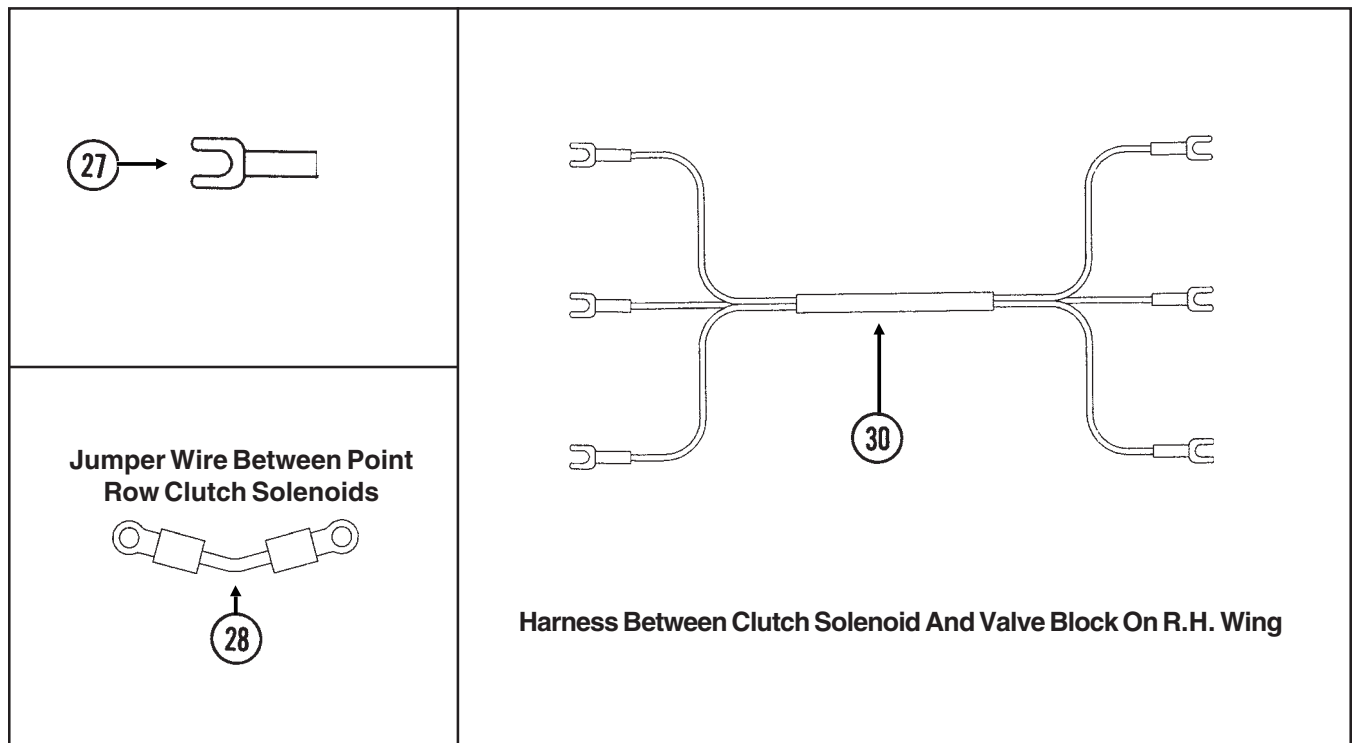 27
Jumper Wire Between Point
Row Clutch Solenoids
28
30
Harness Between Clutch Solenoid And Valve Block On R.H. Wing